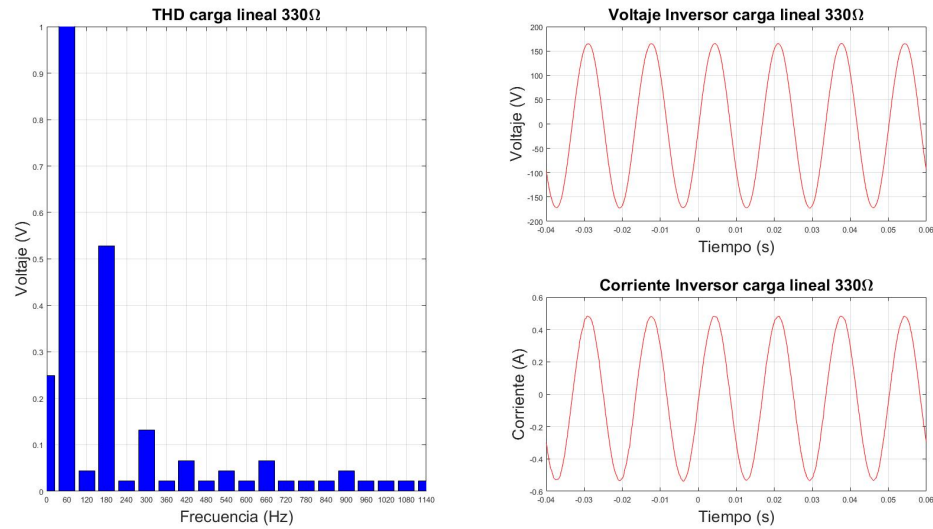 THD carga lineal 330Ω
Voltaje (V)
1
0.9
0.8
0.7
0.6
0.5
0.4
0.3
0.2
0.1
0
0 60 120 180 240 300 360 420 480 540 600 660 720 780 840 900 960 1020 1080 1140
Frecuencia (Hz)
Voltaje Inversor carga lineal 330Ω
Voltaje (V)
200
150
100
50
0
-50
-100
-150
-200
-0.04 -0.03 -0.02 -0.01 0 0.01 0.02 0.03 0.04 0.05 0.06
Tiempo (s)
Corriente Inversor carga lineal 330Ω
Corriente (A)
0.6
0.4
0.2
0
-0.2
-0.4
-0.6
-0.04 -0.03 -0.02 -0.01 0 0.01 0.02 0.03 0.04 0.05 0.06
Tiempo (s)